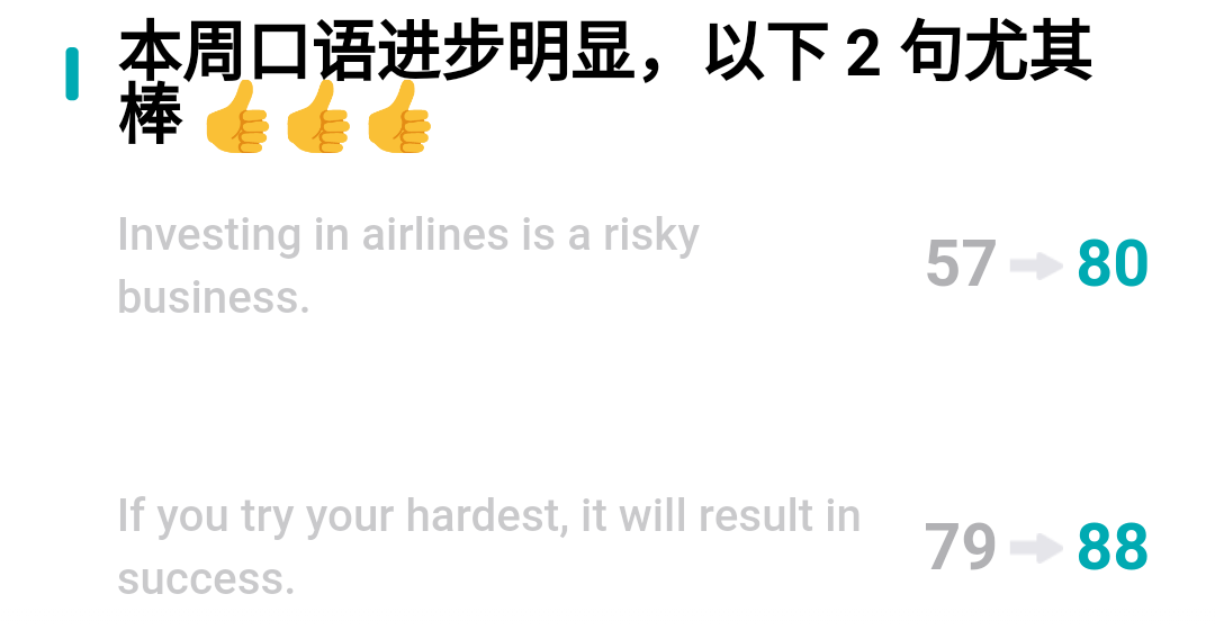 本周口语进步明显，以下 2 句尤其
棒 👍👍👍
Investing in airlines is a risky
business.
57 → 80
If you try your hardest, it will result in
success.
79 → 88